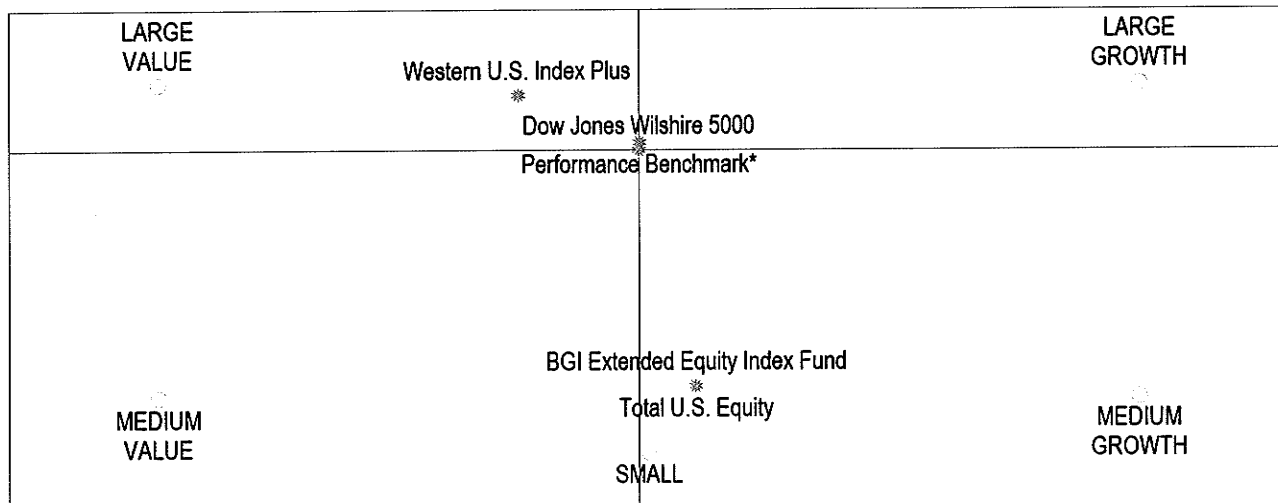 LARGE
VALUE
LARGE
GROWTH
Western U.S. Index Plus
Dow Jones Wilshire 5000
Performance Benchmark*
BGI Extended Equity Index Fund
Total U.S. Equity
MEDIUM
VALUE
MEDIUM
GROWTH
SMALL